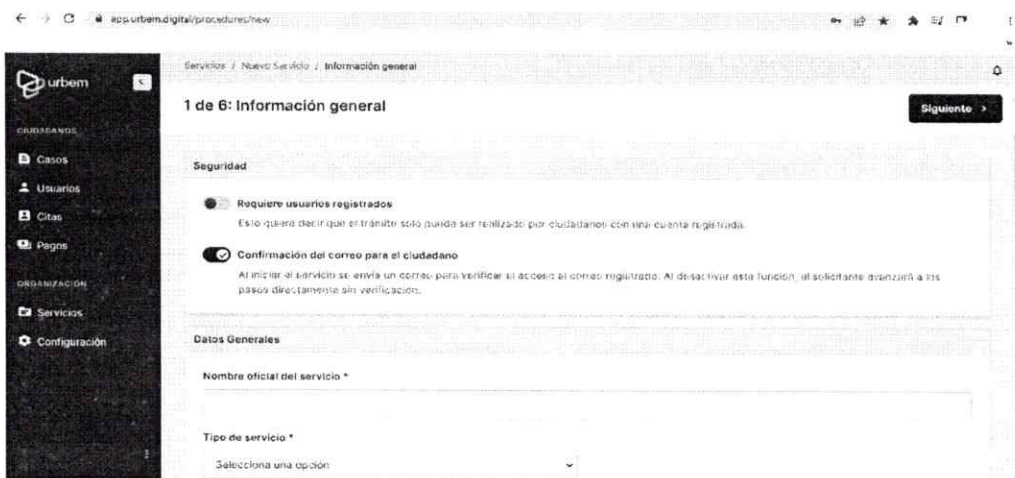 app.urbem.digital/procedures/new
urbem
Servicios / Nuevo Servicio / Información general
1 de 6: Información general
Siguiente >
CIUDADANOS
Casos
Usuarios
Citas
Pagos
ORGANIZACIÓN
Servicios
Configuración
Seguridad
Requiere usuarios registrados
Esto quiere decir que el trámite solo puede ser realizado por ciudadanos con una cuenta registrada.
Confirmación del correo para el ciudadano
Al iniciar el servicio se envía un correo para verificar el acceso al correo registrado. Al desactivar esta función, el solicitante avanzará a los
pasos directamente sin verificación.
Datos Generales
Nombre oficial del servicio *
Tipo de servicio *
Selecciona una opción